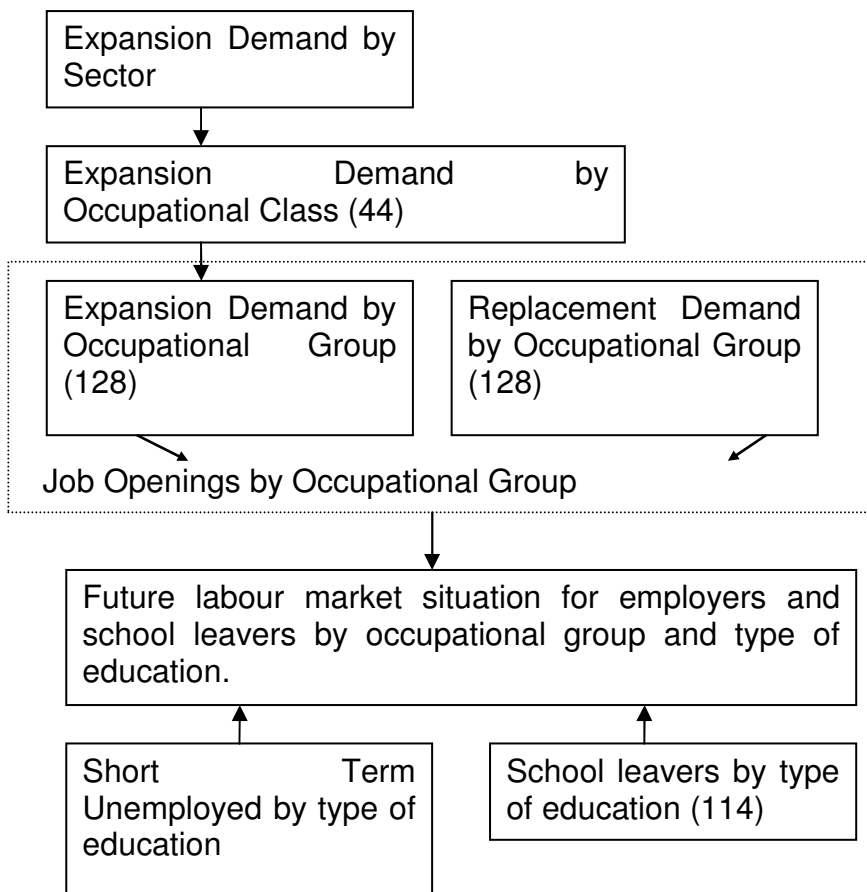 Expansion Demand by
Sector
Expansion Demand by
Occupational Class (44)
Expansion Demand by
Occupational Group
(128)
Replacement Demand
by Occupational Group
(128)
Job Openings by Occupational Group
Future labour market situation for employers and
school leavers by occupational group and type of
education.
Short Term
Unemployed by type of
education
School leavers by type
of education (114)